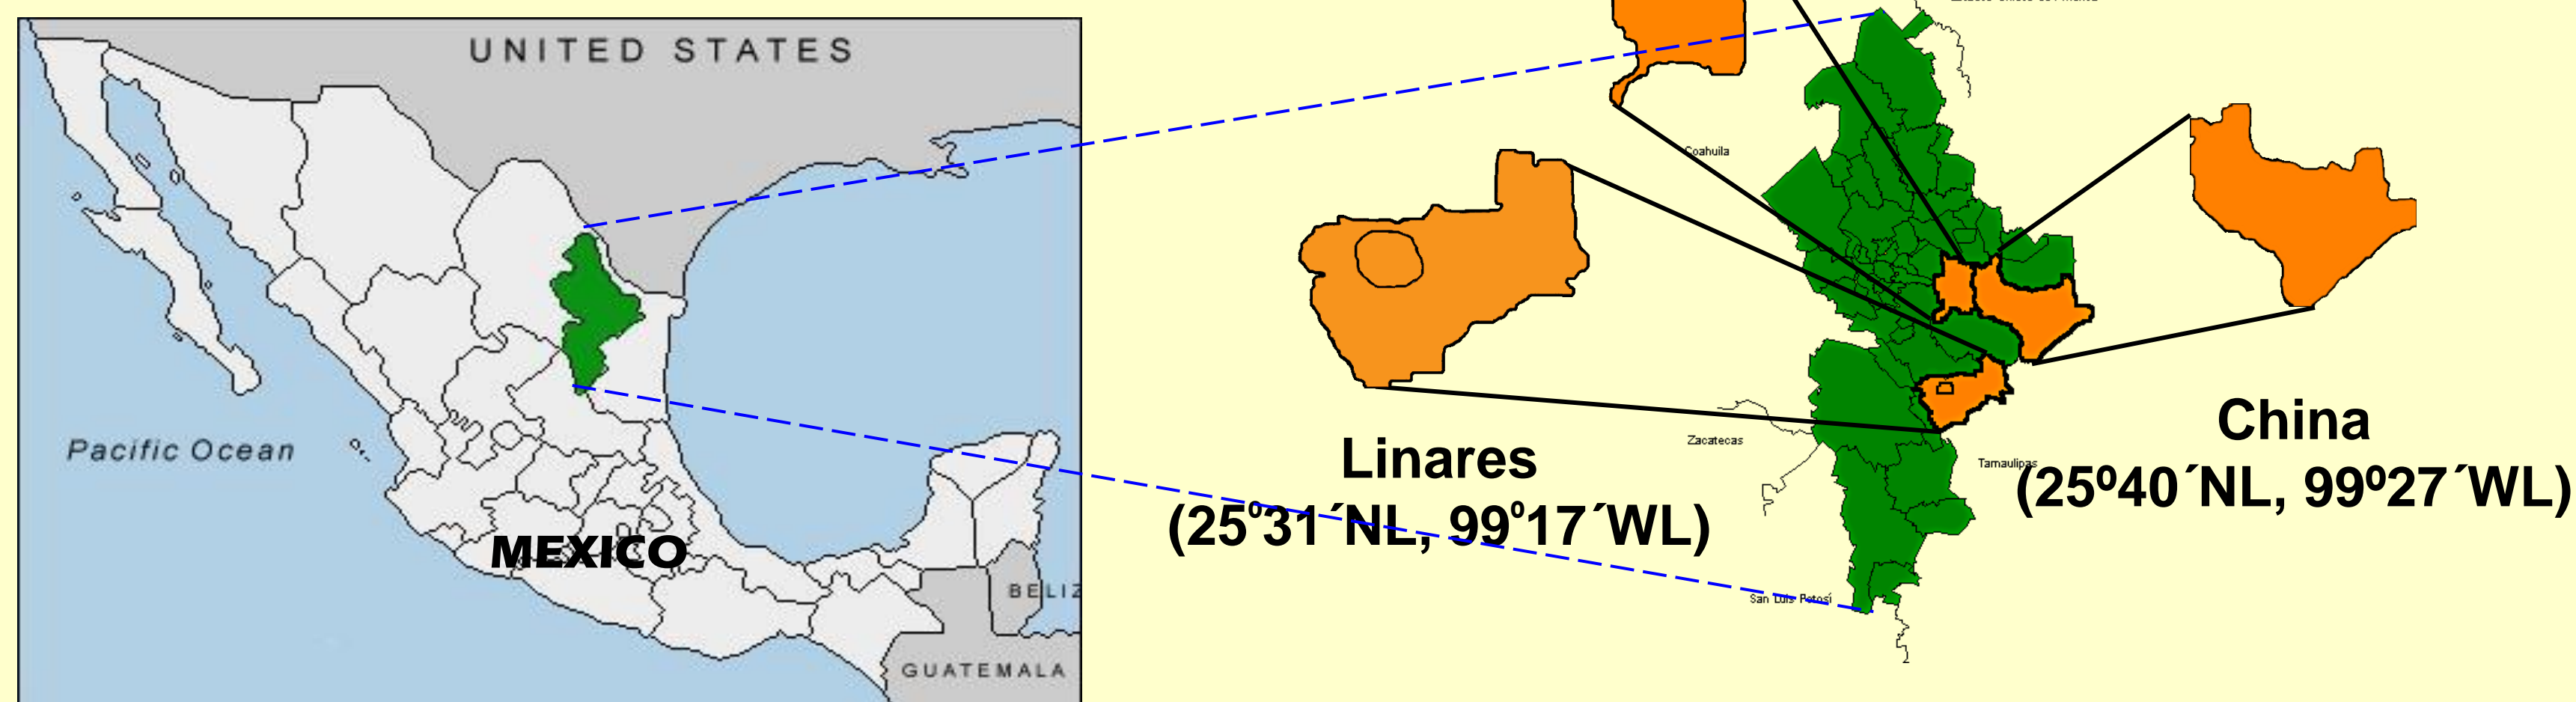 UNITED STATES
Pacific Ocean
MEXICO
BELIZ
GUATEMALA
Coahuila
Zacatecas
Tamaulipas
San Luis Potosí
Linares
(25º31´NL, 99º17´WL)
China
(25º40´NL, 99º27´WL)